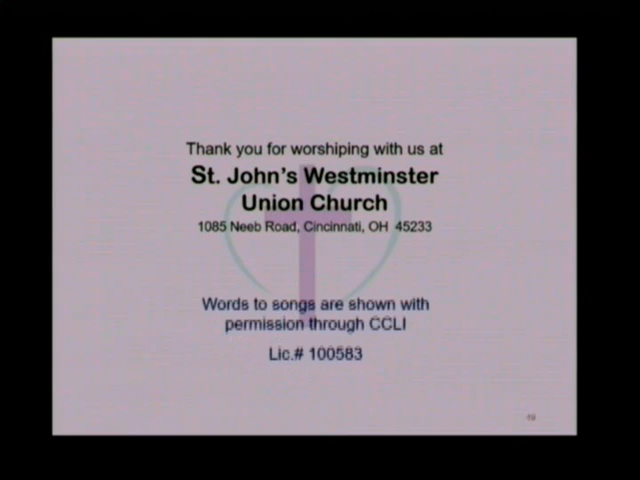 Thank you for worshiping with us at
St. John's Westminster
Union Church
1085 Neeb Road, Cincinnati, OH 45233
Words to songs are shown with
permission through CCLI
Lic.# 100583